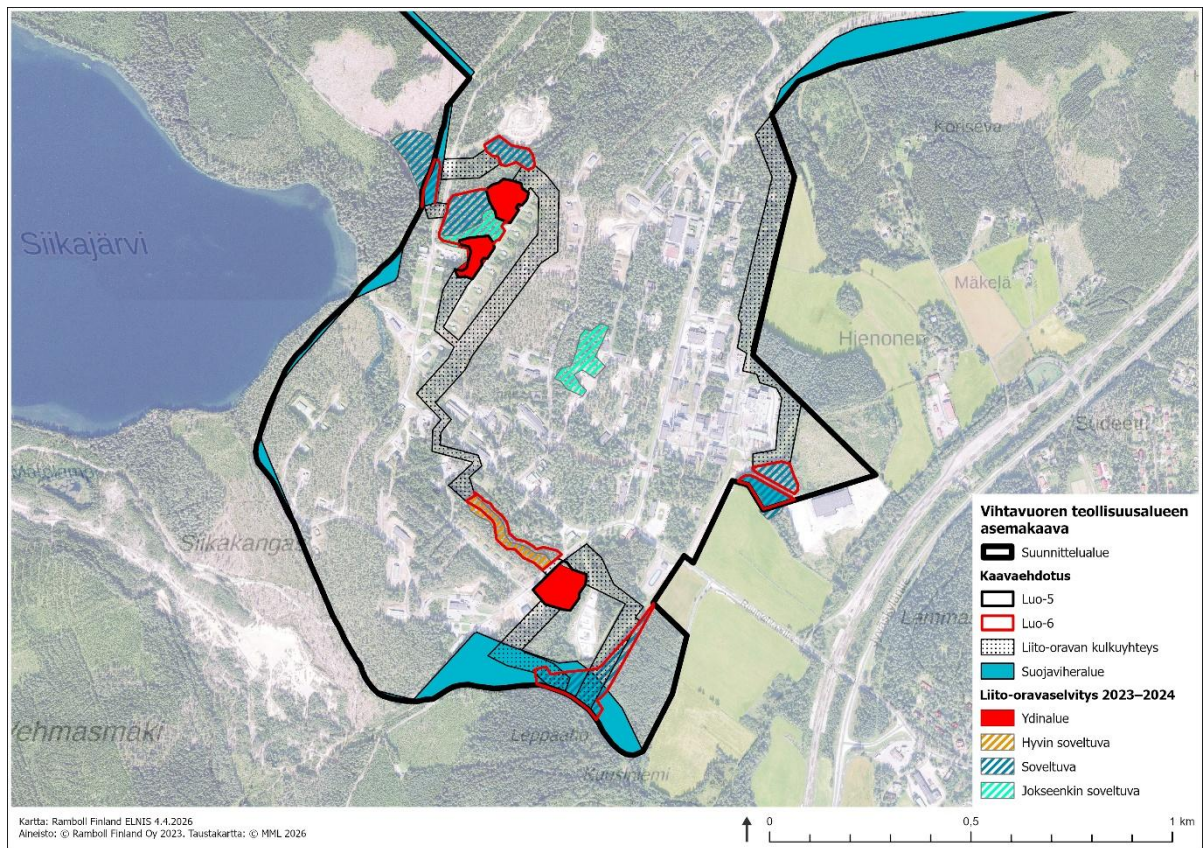 Siikajärvi
Koriseva
Mäkelä
Hienonen
Siikakangas
Vehmasmäki
Leppäaho
Kuusiniemi
Vihtavuoren teollisuusalueen
asemakaava
Suunnittelualue
Kaavaehdotus
Luo-5
Luo-6
Liito-oravan kulkuyhteys
Suojaviheralue
Liito-oravaselvitys 2023–2024
Ydinalue
Hyvin soveltuva
Soveltuva
Jokseenkin soveltuva
Kartta: Ramboll Finland ELNIS 4.4.2026
Aineisto: © Ramboll Finland Oy 2023, Taustakartta: © MML 2026
0 0,5 1 km